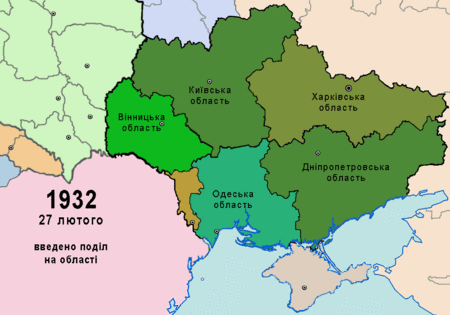 Київська
область
Харківська
область
Вінницька
область
Дніпропетровська
область
Одеська
область
1932
27 лютого
введено поділ
на області